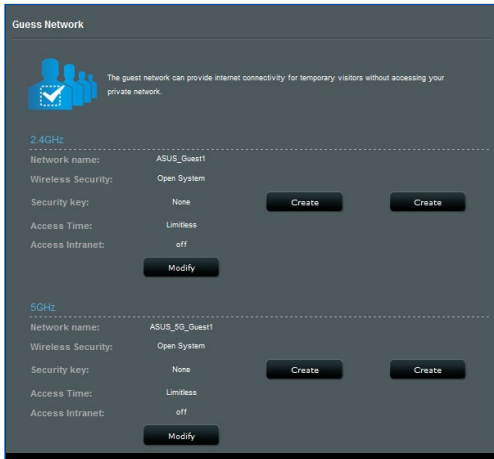 Guess Network
The guest network can provide internet connectivity for temporary visitors without accessing your
private network.
2.4GHz
Network name: ASUS_Guest1
Wireless Security: Open System
Security key: None Create Create
Access Time: Limitless
Access Intranet: off
Modify
5GHz
Network name: ASUS_5G_Guest1
Wireless Security: Open System
Security key: None Create Create
Access Time: Limitless
Access Intranet: off
Modify